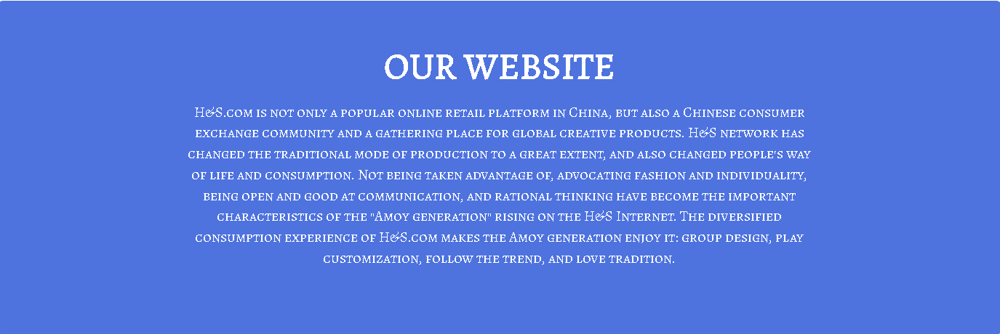 OUR WEBSITE
H&S.com is not only a popular online retail platform in China, but also a Chinese consumer
exchange community and a gathering place for global creative products. H&S network has
changed the traditional mode of production to a great extent, and also changed people's way
of life and consumption. Not being taken advantage of, advocating fashion and individuality,
being open and good at communication, and rational thinking have become the important
characteristics of the "Amoy generation" rising on the H&S Internet. The diversified
consumption experience of H&S.com makes the Amoy generation enjoy it: group design, play
customization, follow the trend, and love tradition.